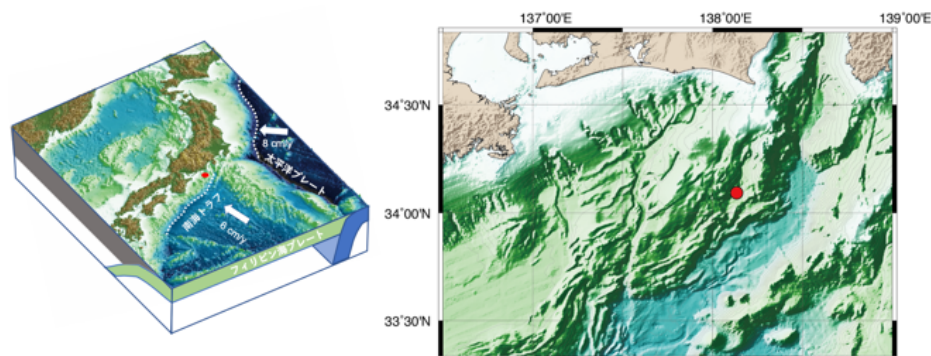 8 cm/y
太平洋プレート
南海トラフ
6 cm/y
フィリピン海プレート
137°00'E
138°00'E
139°00'E
34°30'N
34°00'N
33°30'N